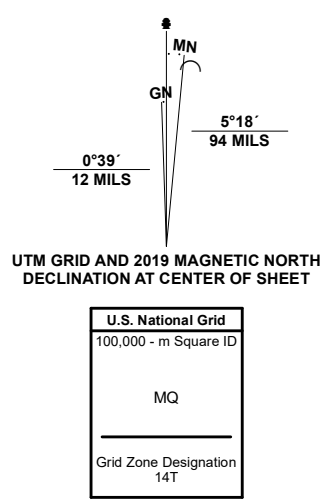 MN
GN
5°18´
94 MILS
0°39´
12 MILS
UTM GRID AND 2019 MAGNETIC NORTH
DECLINATION AT CENTER OF SHEET
U.S. National Grid
100,000 - m Square ID
MQ
Grid Zone Designation
14T